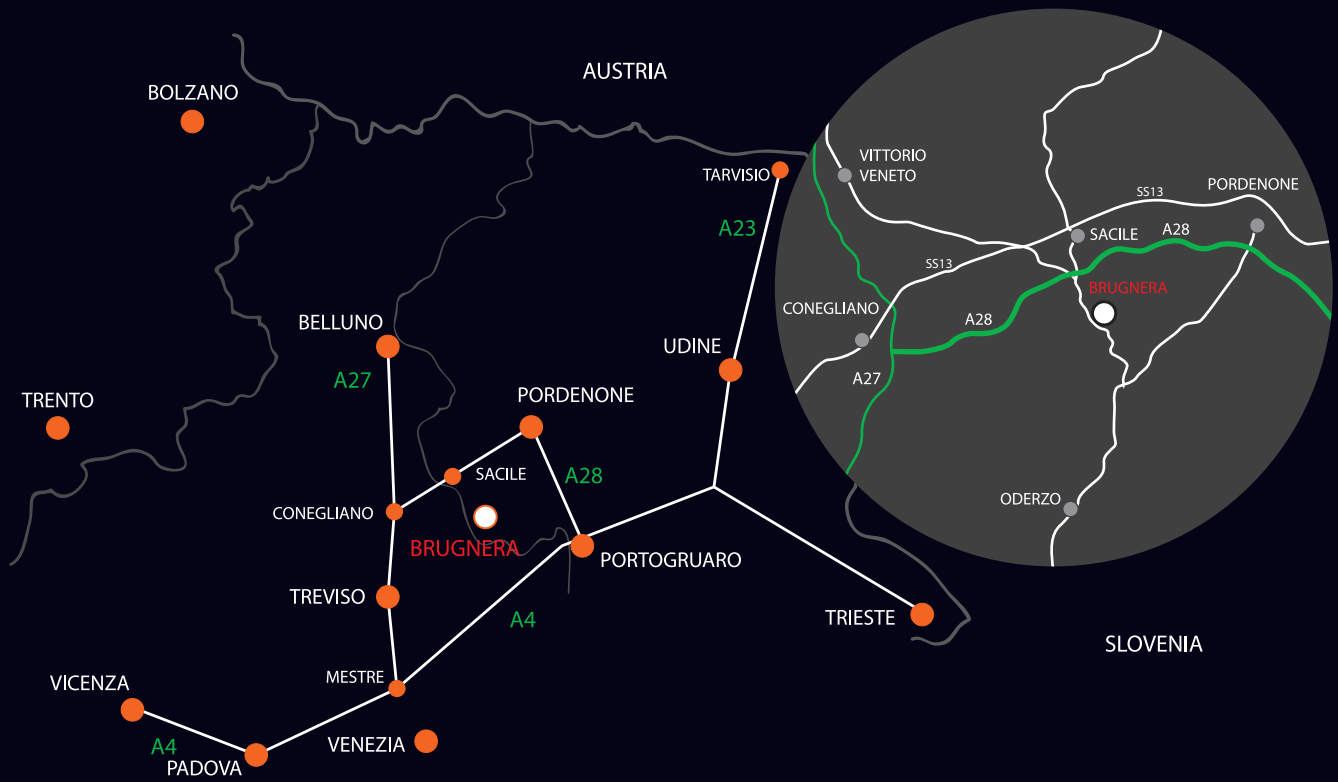 AUSTRIA
BOLZANO
TARVISIO
A23
BELLUNO
A27
UDINE
TRENTO
PORDENONE
SACILE
A28
CONEGLIANO
BRUGNERA
PORTOGRUARO
TREVISO
A4
TRIESTE
SLOVENIA
MESTRE
VICENZA
A4
PADOVA
VENEZIA
VITTORIO
VENETO
SS13
PORDENONE
SACILE
A28
SS13
BRUGNERA
CONEGLIANO
A28
A27
ODERZO